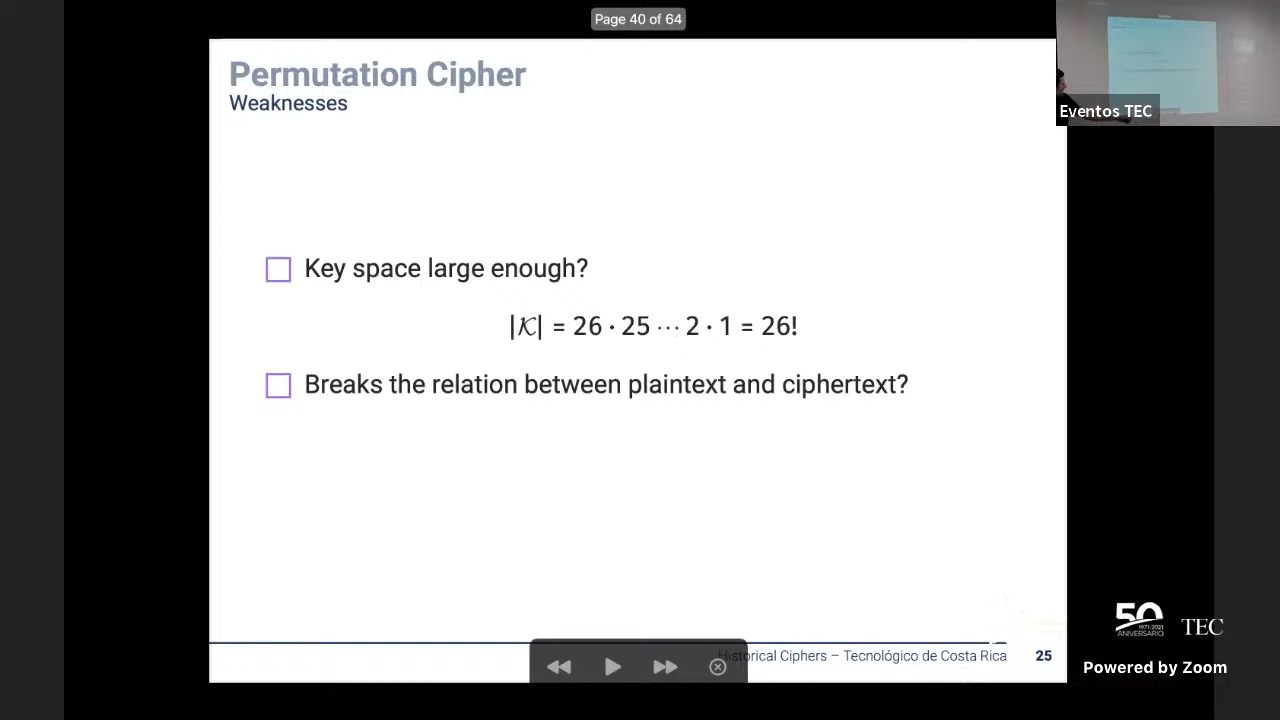 Page 40 of 64
Permutation Cipher
Weaknesses
Eventos TEC
Key space large enough?
|𝒦| = 26 · 25 ··· 2 · 1 = 26!
Breaks the relation between plaintext and ciphertext?
50
1971-2021
ANIVERSARIO
TEC
Historical Ciphers – Tecnológico de Costa Rica 25
Powered by Zoom